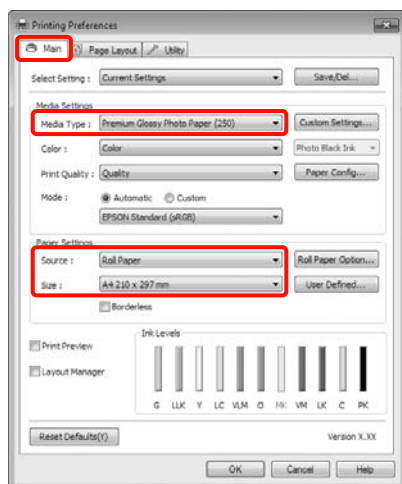 Printing Preferences
Main Page Layout Utility
Select Setting : Current Settings Save/Del...
Media Settings
Media Type : Premium Glossy Photo Paper (250) Custom Settings...
Color : Color Photo Black Ink
Print Quality : Quality Paper Config...
Mode : Automatic Custom
EPSON Standard (sRGB)
Paper Settings
Source : Roll Paper Roll Paper Option...
Size : A4 210 x 297 mm User Defined...
Borderless
Ink Levels
Print Preview
Layout Manager
G LLK Y LC VLM O MK VM LK C PK
Reset Defaults(Y) Version X.XX
OK Cancel Help